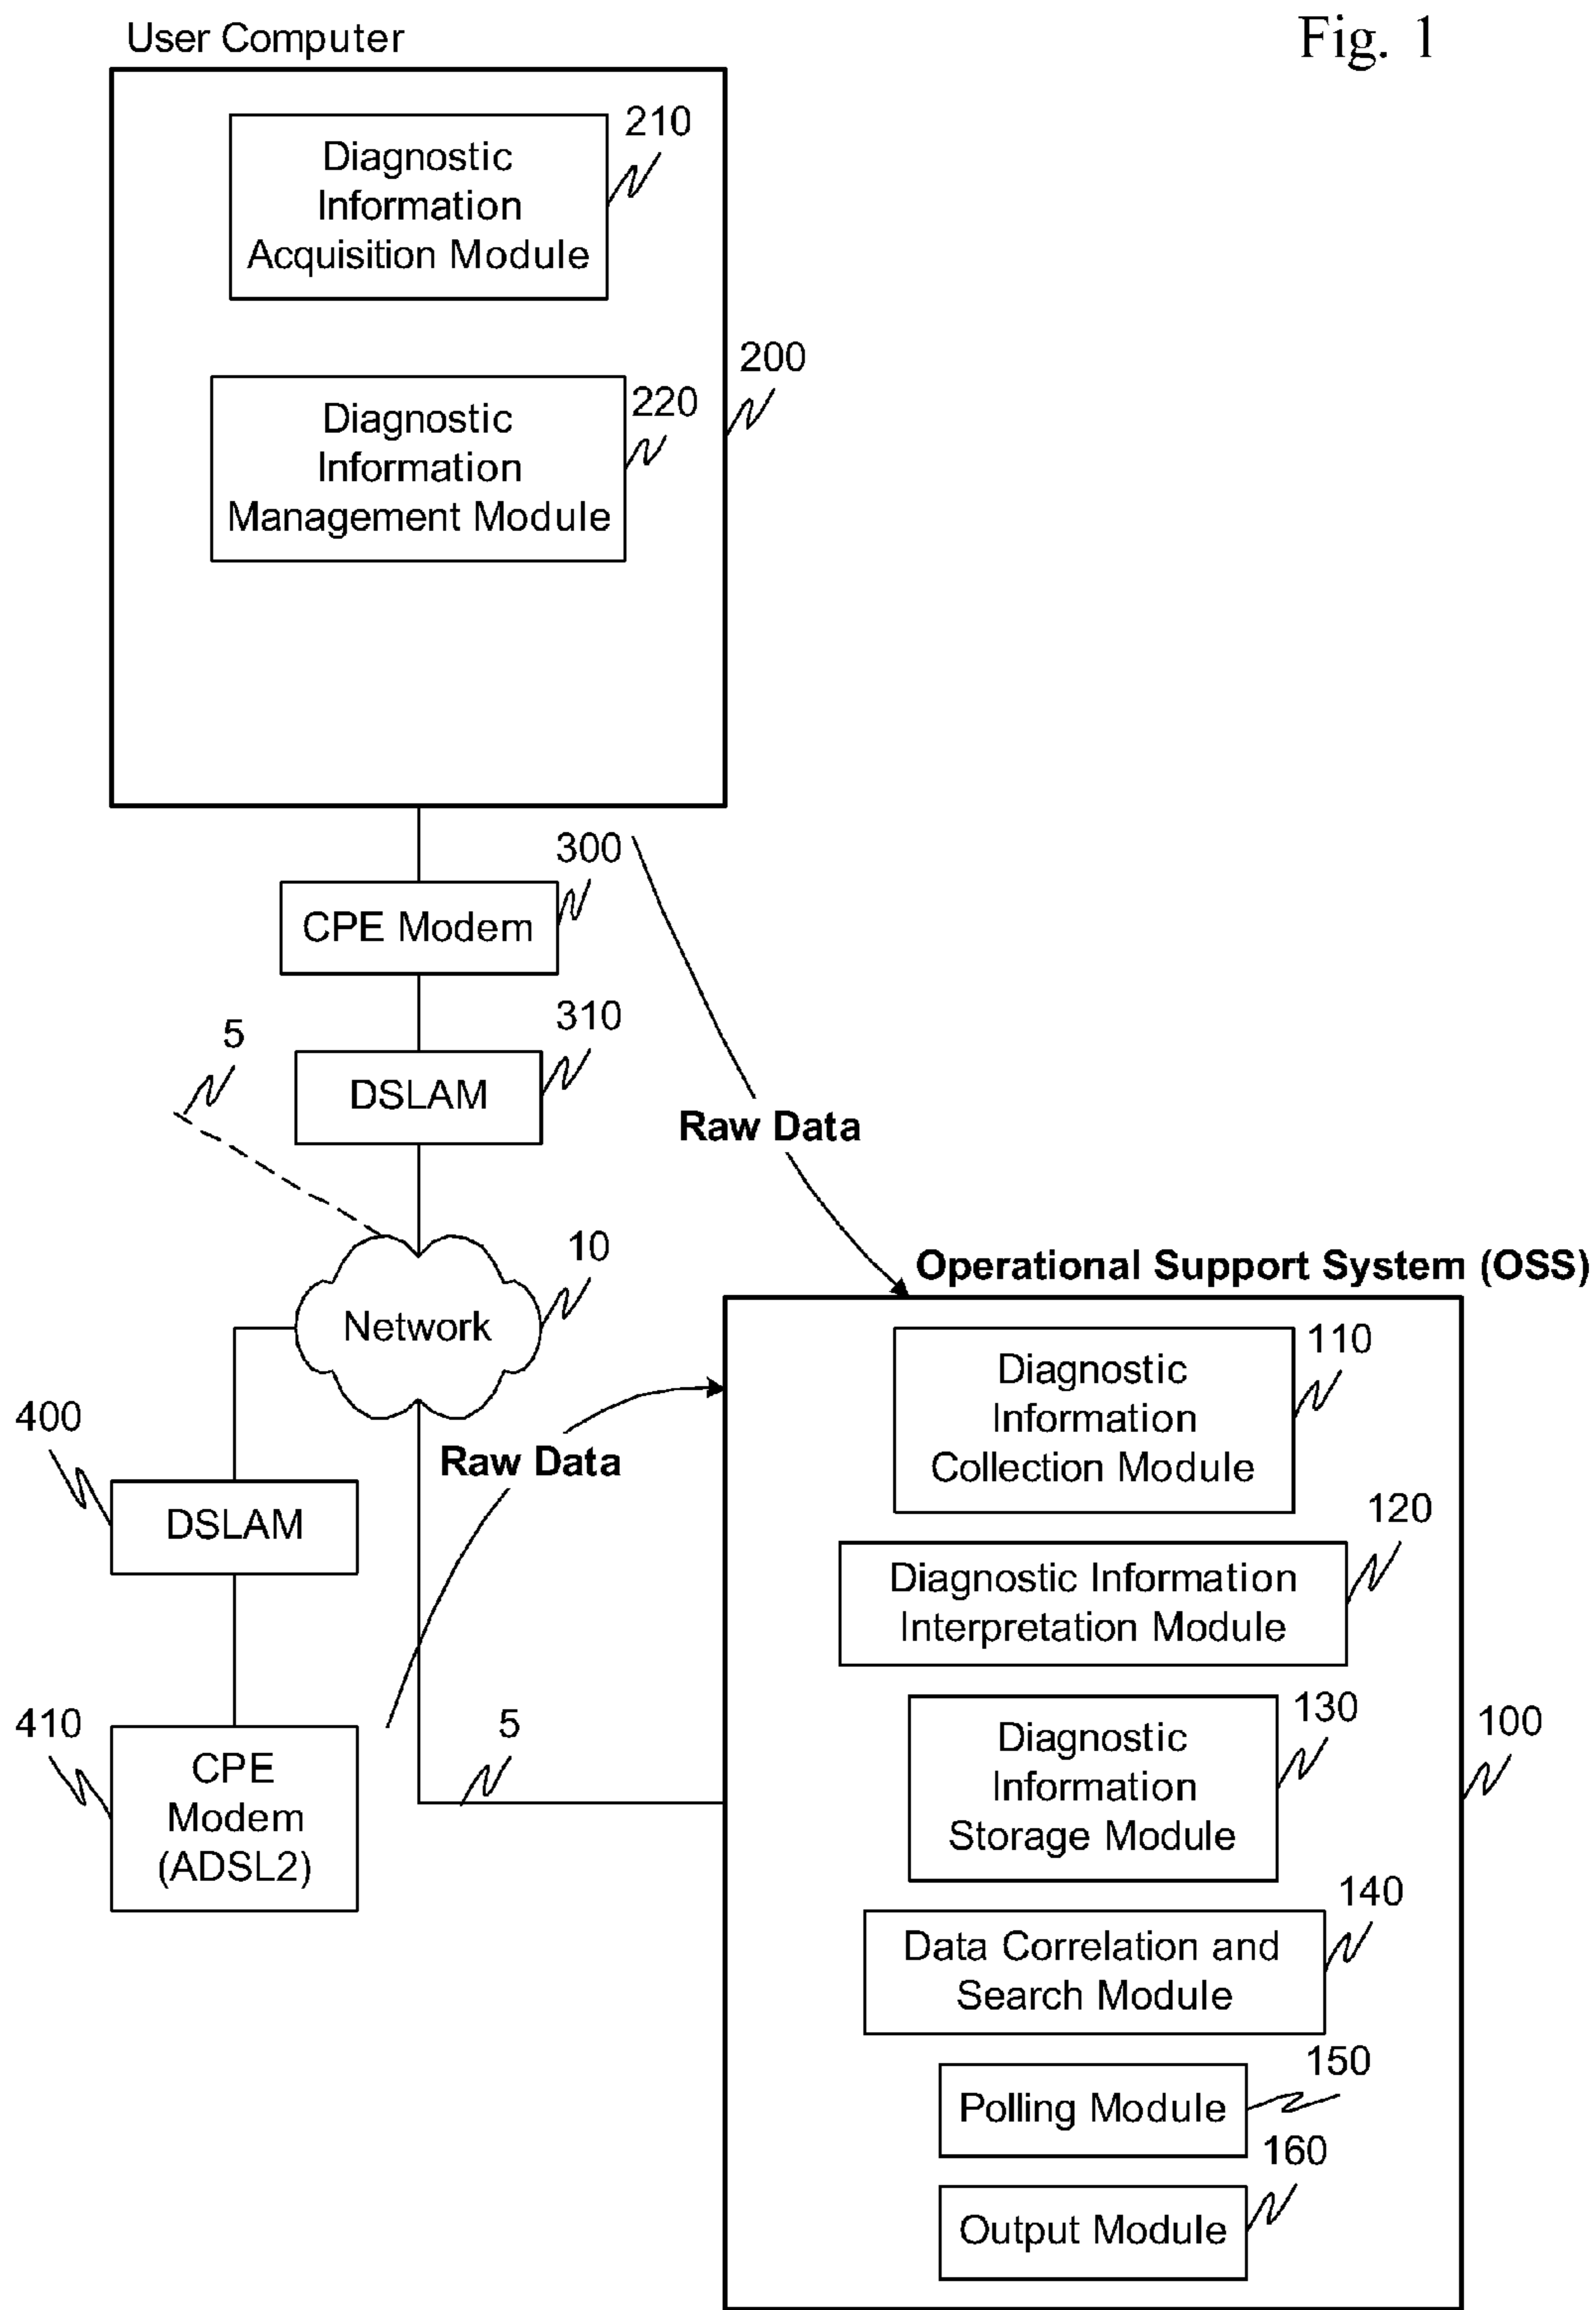 Fig. 1
User Computer
210
Diagnostic
Information
Acquisition Module
200
220
Diagnostic
Information
Management Module
300
CPE Modem
310
5
DSLAM
Raw Data
10
Operational Support System (OSS)
Network
110
Diagnostic
Information
Collection Module
400
Raw Data
DSLAM
120
Diagnostic Information
Interpretation Module
410
CPE
Modem
(ADSL2)
5
130
100
Diagnostic
Information
Storage Module
140
Data Correlation and
Search Module
150
Polling Module
160
Output Module